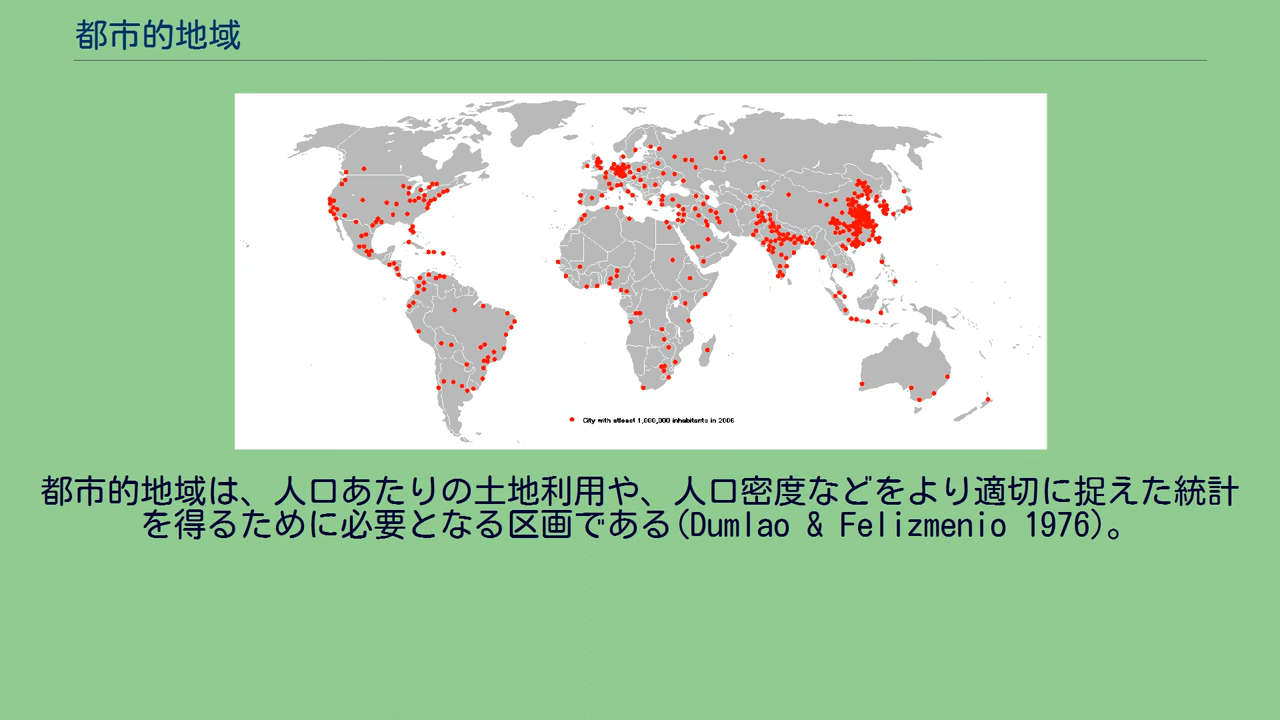 都市的地域
City with atleast 1,000,000 inhabitants in 2006
都市的地域は、人口あたりの土地利用や、人口密度などをより適切に捉えた統計
を得るために必要となる区画である(Dumlao & Felizmenio 1976)。